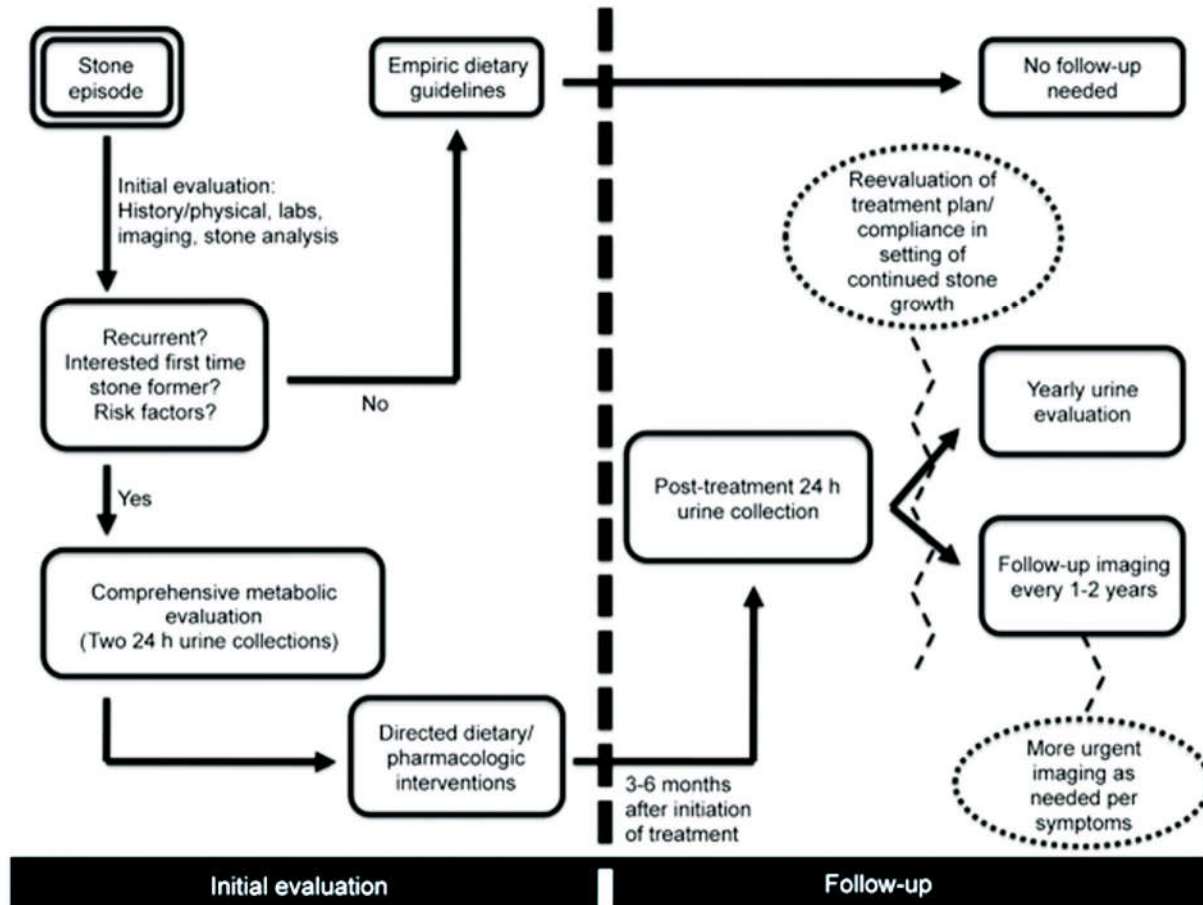 Stone
episode
Empiric dietary
guidelines
No follow-up
needed
Initial evaluation:
History/physical, labs,
imaging, stone analysis
Reevaluation of
treatment plan/
compliance in
setting of
continued stone
growth
Recurrent?
Interested first time
stone former?
Risk factors?
No
Yearly urine
evaluation
Yes
Post-treatment 24 h
urine collection
Follow-up imaging
every 1-2 years
Comprehensive metabolic
evaluation
(Two 24 h urine collections)
Directed dietary/
pharmacologic
interventions
3-6 months
after initiation
of treatment
More urgent
imaging as
needed per
symptoms
Initial evaluation
Follow-up